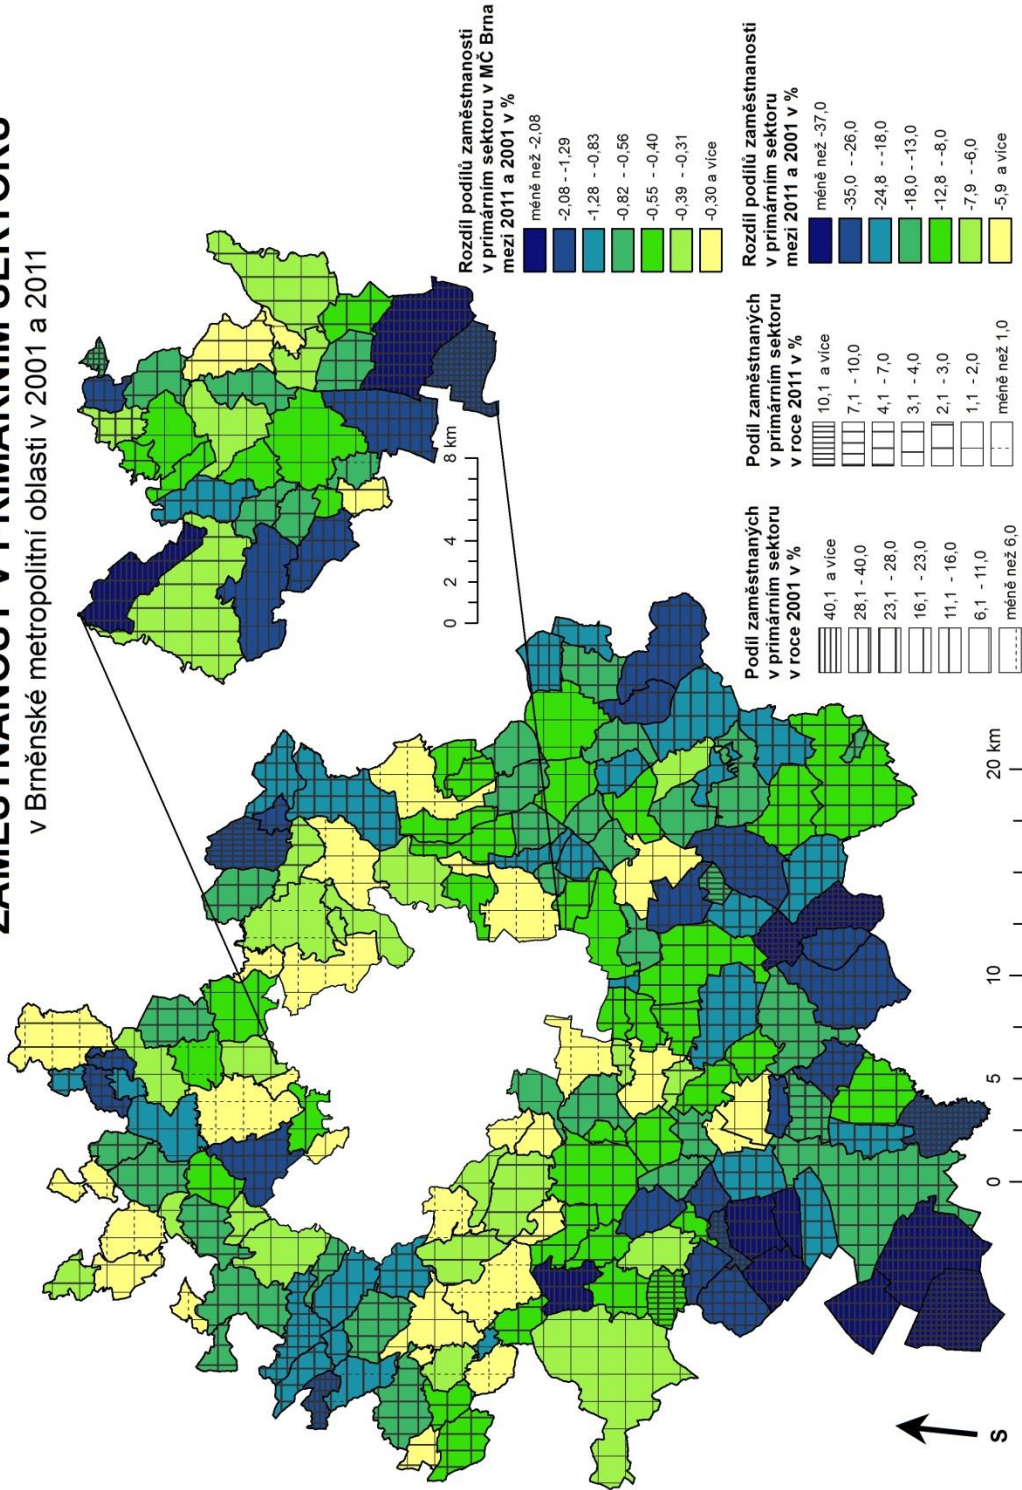 ZAMĚSTNANOST V PRIMÁRNÍM SEKTORU
v Brněnské metropolitní oblasti v 2001 a 2011
Rozdíl podílů zaměstnanosti
v primárním sektoru v MČ Brna
mezi 2011 a 2001 v %
méně než -2,08
-2,08 - -1,29
-1,28 - -0,83
-0,82 - -0,56
-0,55 - -0,40
-0,39 - -0,31
-0,30 a více
0 2 4 8 km
Podíl zaměstnaných
v primárním sektoru
v roce 2001 v %
40,1 a více
28,1 - 40,0
23,1 - 28,0
16,1 - 23,0
11,1 - 16,0
6,1 - 11,0
méně než 6,0
Podíl zaměstnaných
v primárním sektoru
v roce 2011 v %
10,1 a více
7,1 - 10,0
4,1 - 7,0
3,1 - 4,0
2,1 - 3,0
1,1 - 2,0
méně než 1,0
Rozdíl podílů zaměstnanosti
v primárním sektoru
mezi 2011 a 2001 v %
méně než -37,0
-35,0 - -26,0
-24,8 - -18,0
-18,0 - -13,0
-12,8 - -8,0
-7,9 - -6,0
-5,9 a více
S
0 5 10 20 km